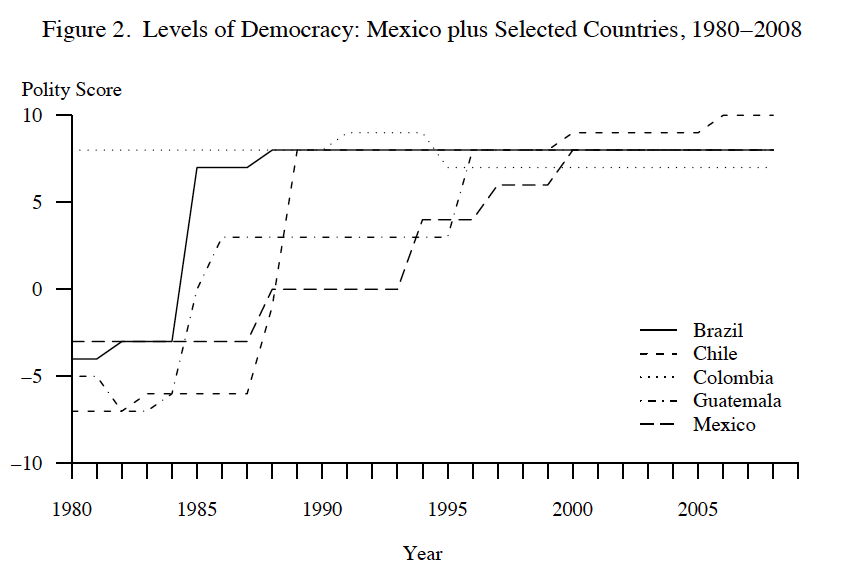 Figure 2. Levels of Democracy: Mexico plus Selected Countries, 1980–2008
Polity Score
10
5
0
−5
−10
Brazil
Chile
Colombia
Guatemala
Mexico
1980 1985 1990 1995 2000 2005
Year